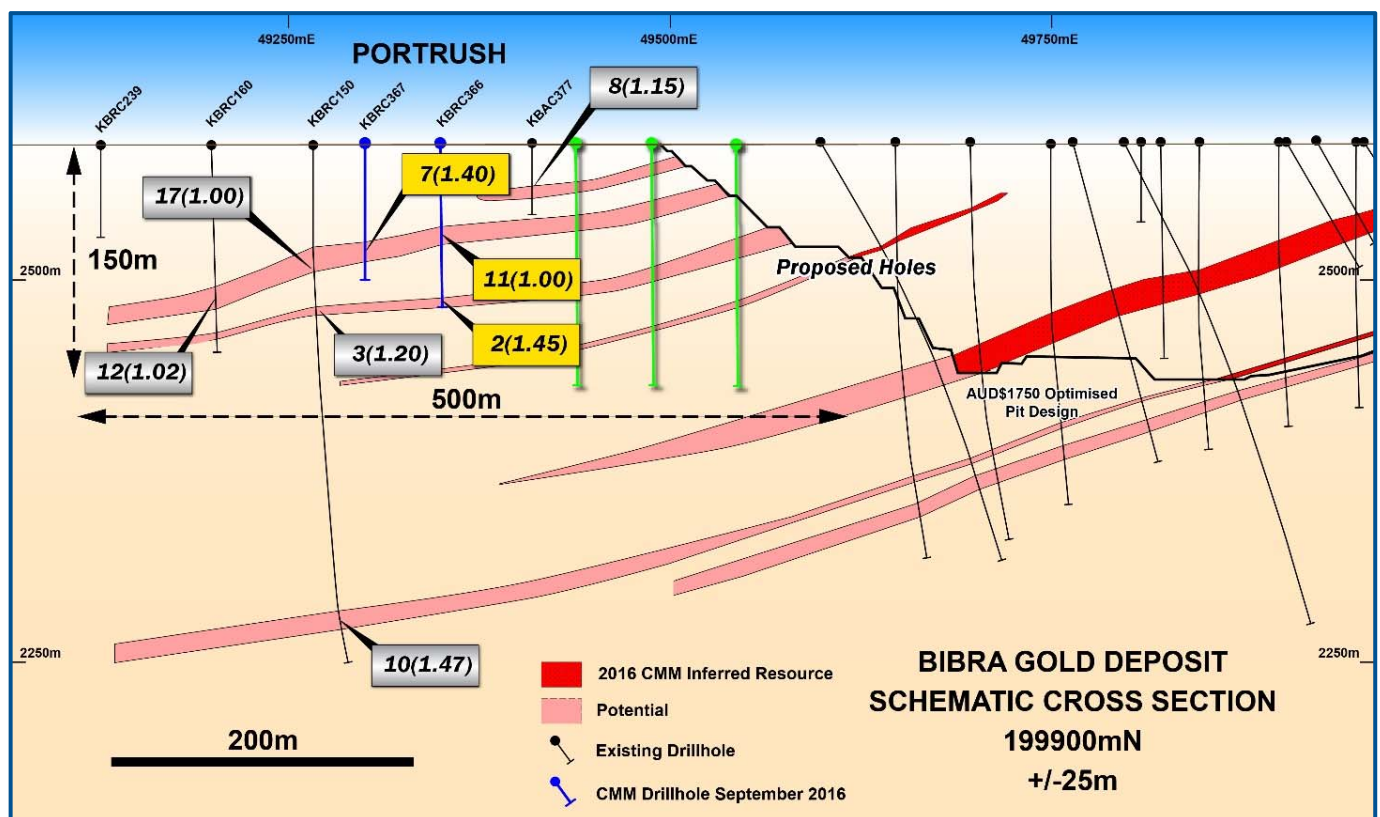 49250mE
49500mE
49750mE
PORTRUSH
KBRC239
KBRC160
KBRC150
KBRC367
KBRC366
KBAC377
8(1.15)
7(1.40)
17(1.00)
150m
2500m
2500m
11(1.00)
Proposed Holes
12(1.02)
3(1.20)
2(1.45)
500m
AUD$1750 Optimised
Pit Design
10(1.47)
2250m
2250m
BIBRA GOLD DEPOSIT
SCHEMATIC CROSS SECTION
199900mN
+/-25m
2016 CMM Inferred Resource
Potential
Existing Drillhole
CMM Drillhole September 2016
200m